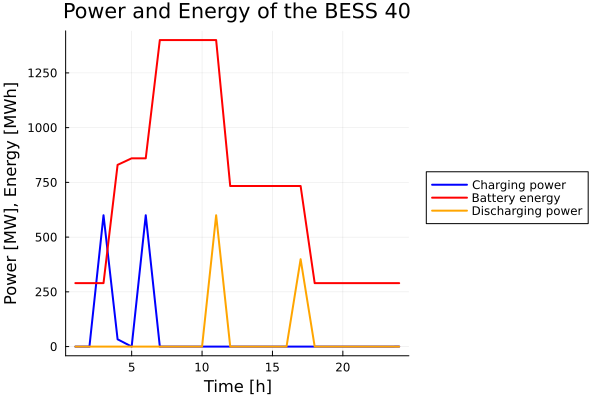 Power and Energy of the BESS 40
Power [MW], Energy [MWh]
1250
1000
750
500
250
0
5
10
15
20
Time [h]
Charging power
Battery energy
Discharging power